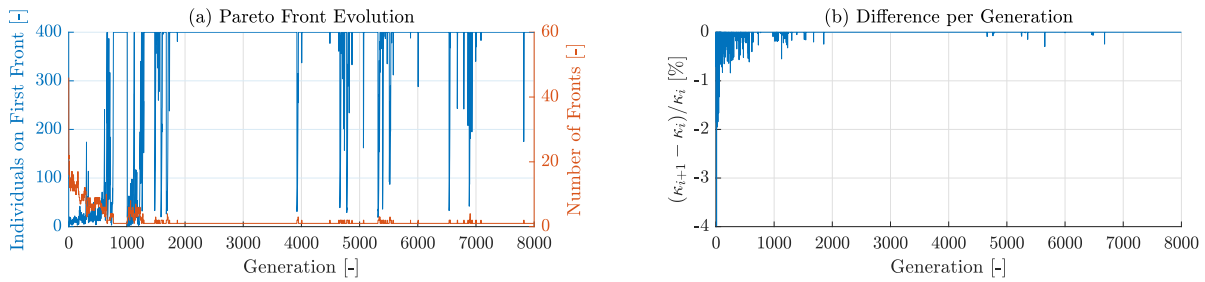 (a) Pareto Front Evolution
Individuals on First Front [-]
400
300
200
100
0
60
40
20
0
Number of Fronts [-]
0 1000 2000 3000 4000 5000 6000 7000 8000
Generation [-]
(b) Difference per Generation
(κᵢ₊₁ − κᵢ)/κᵢ [%]
0
-1
-2
-3
-4
0 1000 2000 3000 4000 5000 6000 7000 8000
Generation [-]